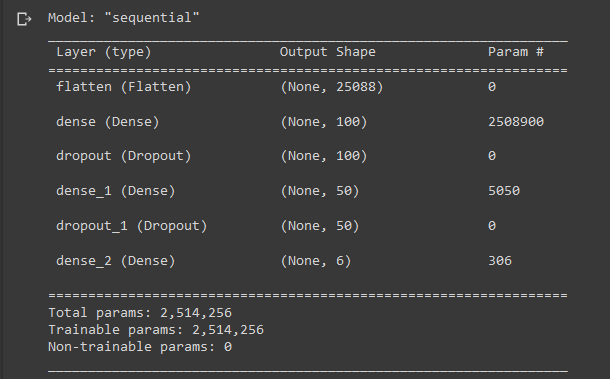 Model: "sequential"
Layer (type) Output Shape Param #
=================================================================
flatten (Flatten) (None, 25088) 0
dense (Dense) (None, 100) 2508900
dropout (Dropout) (None, 100) 0
dense_1 (Dense) (None, 50) 5050
dropout_1 (Dropout) (None, 50) 0
dense_2 (Dense) (None, 6) 306
=================================================================
Total params: 2,514,256
Trainable params: 2,514,256
Non-trainable params: 0